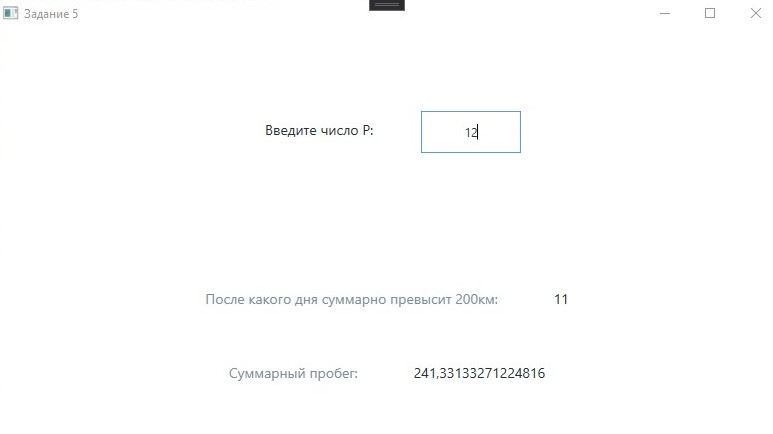 Задание 5
Введите число P: 12
После какого дня суммарно превысит 200км: 11
Суммарный пробег: 241,33133271224816